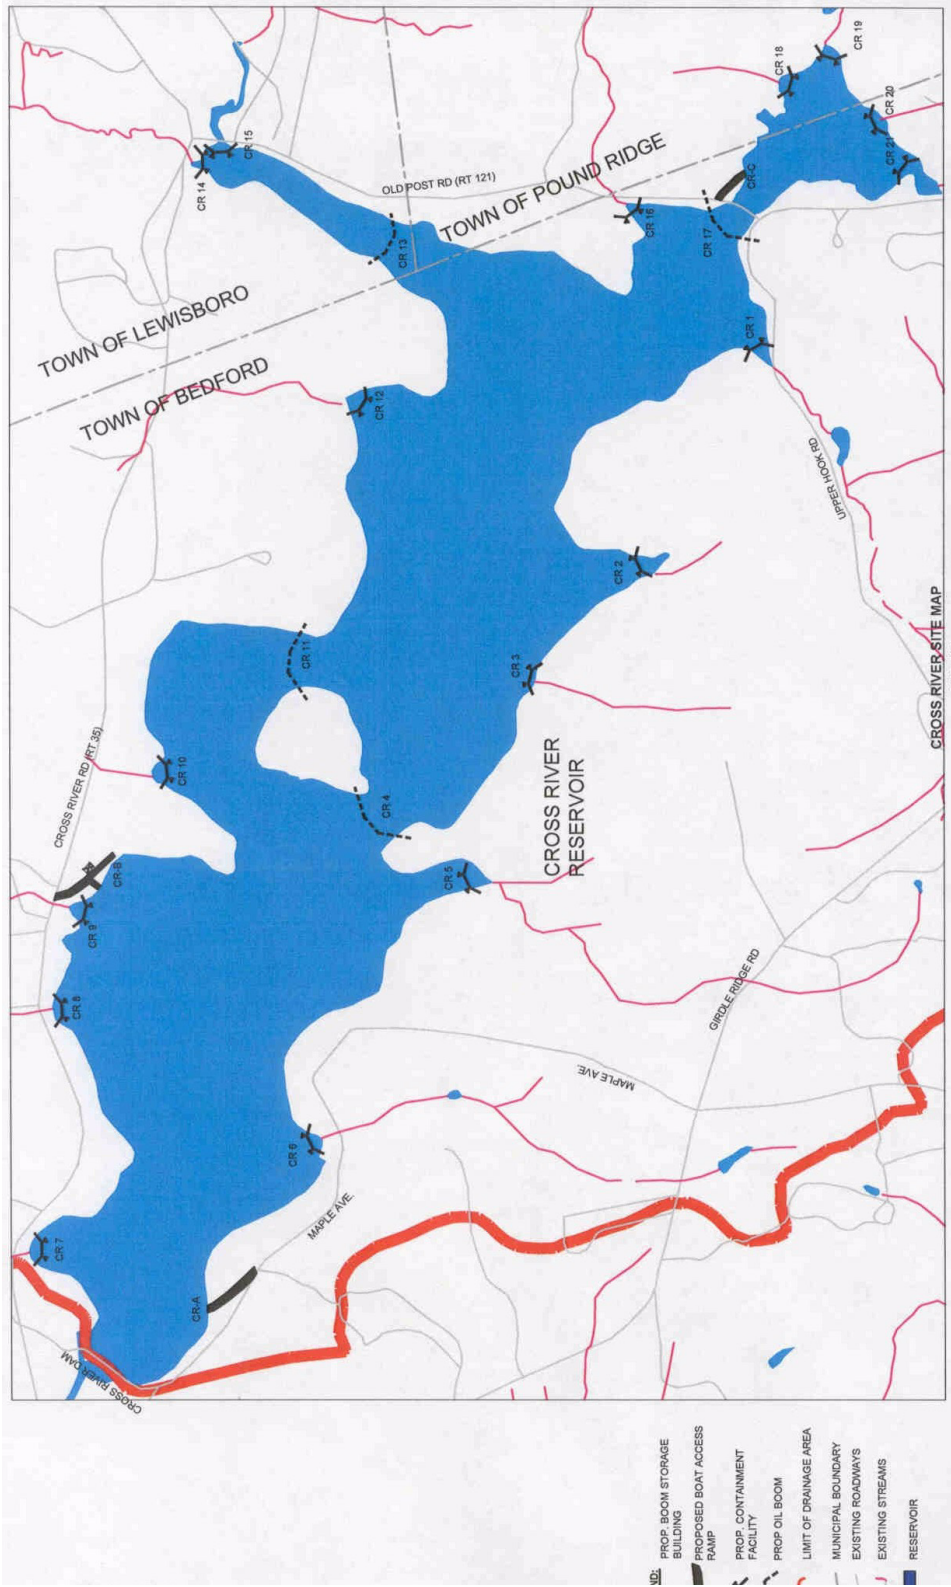 CR 19
CR 18
CR 20
CR 21
CR 15
CR 14
OLD POST RD (RT 121)
TOWN OF POUND RIDGE
CR-C
CR 16
CR 17
CR 13
TOWN OF LEWISBORO
TOWN OF BEDFORD
CR 1
CR 12
UPPER HOOK RD
CR 2
CR 11
CR 3
CROSS RIVER SITE MAP
CROSS RIVER RD (RT 35)
CR 10
CR 4
CROSS RIVER
RESERVOIR
CR-B
CR 5
CR 9
CR 8
GIRDLE RIDGE RD
MAPLE AVE.
CR 6
MAPLE AVE.
CR 7
CR-A
CROSS RIVER DAM
ND:
PROP. BOOM STORAGE
BUILDING
PROPOSED BOAT ACCESS
RAMP
PROP. CONTAINMENT
FACILITY
PROP OIL BOOM
LIMIT OF DRAINAGE AREA
MUNICIPAL BOUNDARY
EXISTING ROADWAYS
EXISTING STREAMS
RESERVOIR